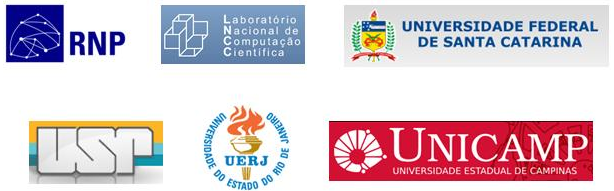 RNP
Laboratório
Nacional de
Computação
Científica
UNIVERSIDADE FEDERAL
DE SANTA CATARINA
USP
UNIVERSIDADE DO ESTADO DO RIO DE JANEIRO
UERJ
UNICAMP
UNIVERSIDADE ESTADUAL DE CAMPINAS